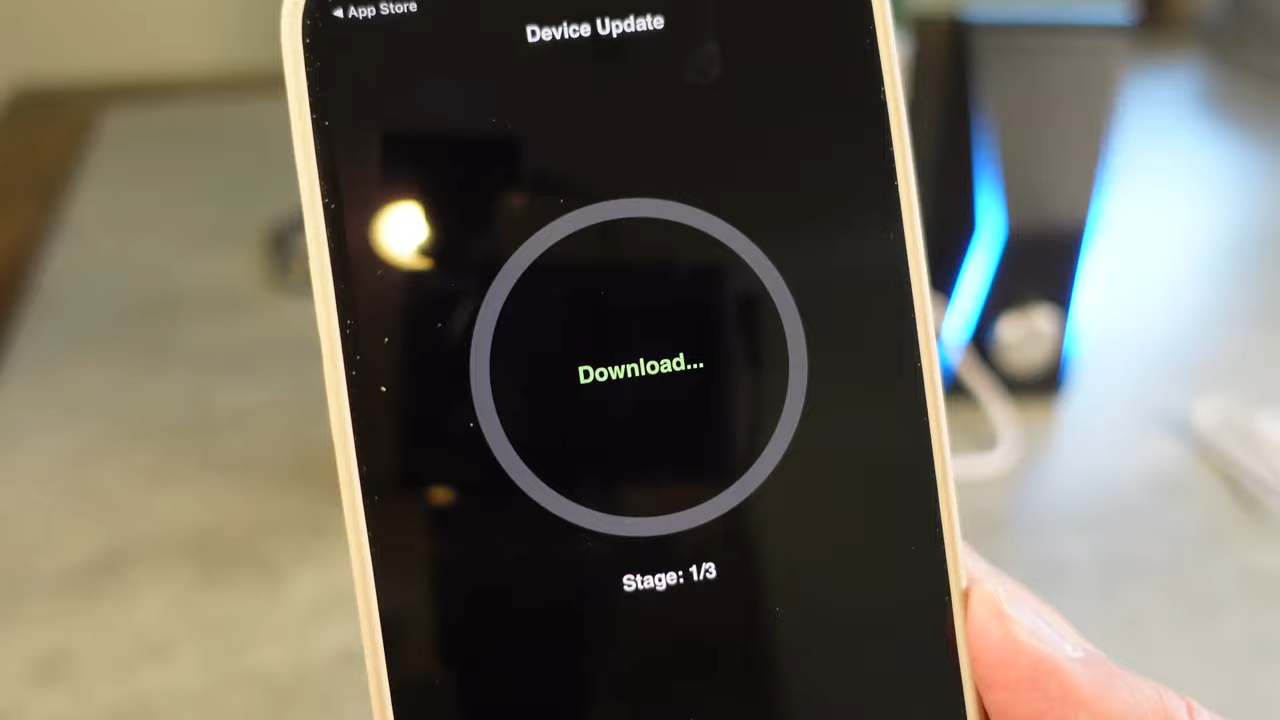 ◀ App Store
Device Update
Download...
Stage: 1/3